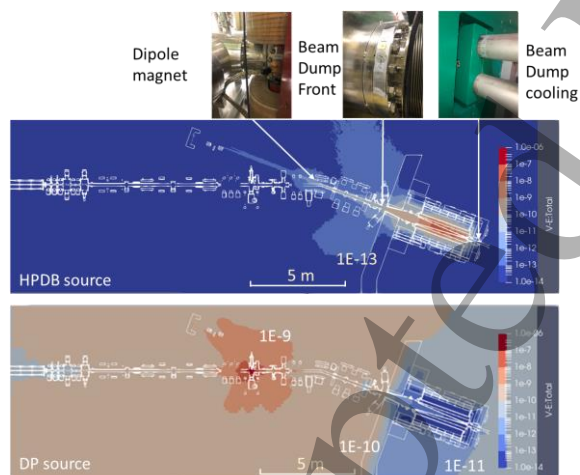 Dipole
magnet
Beam
Dump
Front
Beam
Dump
cooling
1.0e-06
1e-7
1e-8
1e-9
1e-10
1e-11
1e-12
1e-13
1.0e-14
V-E:Total
1E-13
HPDB source
5 m
1.0e-06
1e-7
1e-8
1e-9
1e-10
1e-11
1e-12
1e-13
1.0e-14
V-E:Total
1E-9
1E-10
DP source
5 m
1E-11